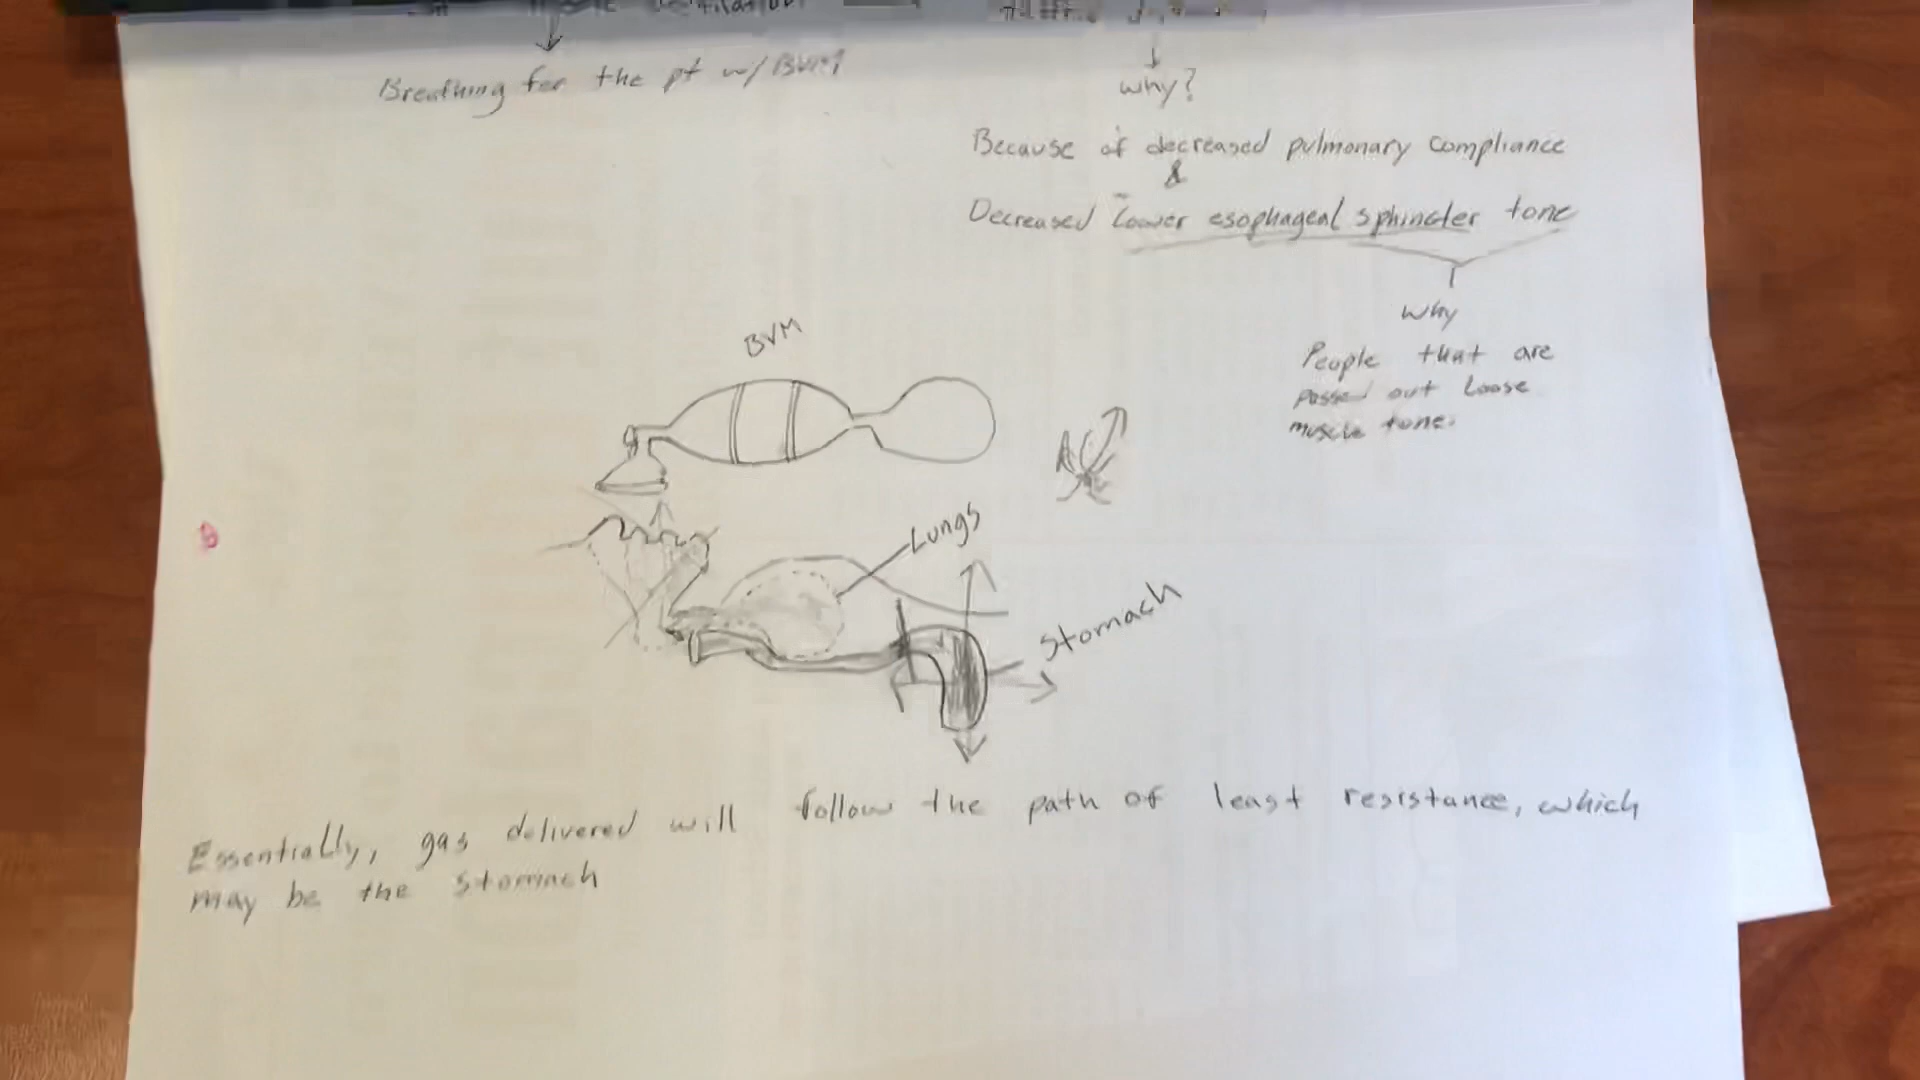 Breathing for the pt w/ BVM
why?
Because of decreased pulmonary compliance
&
Decreased Lower esophageal sphincter tone
why
People that are
passed out Loose
muscle tone.
BVM
Lungs
Stomach
Essentially, gas delivered will follow the path of least resistance, which
may be the stomach